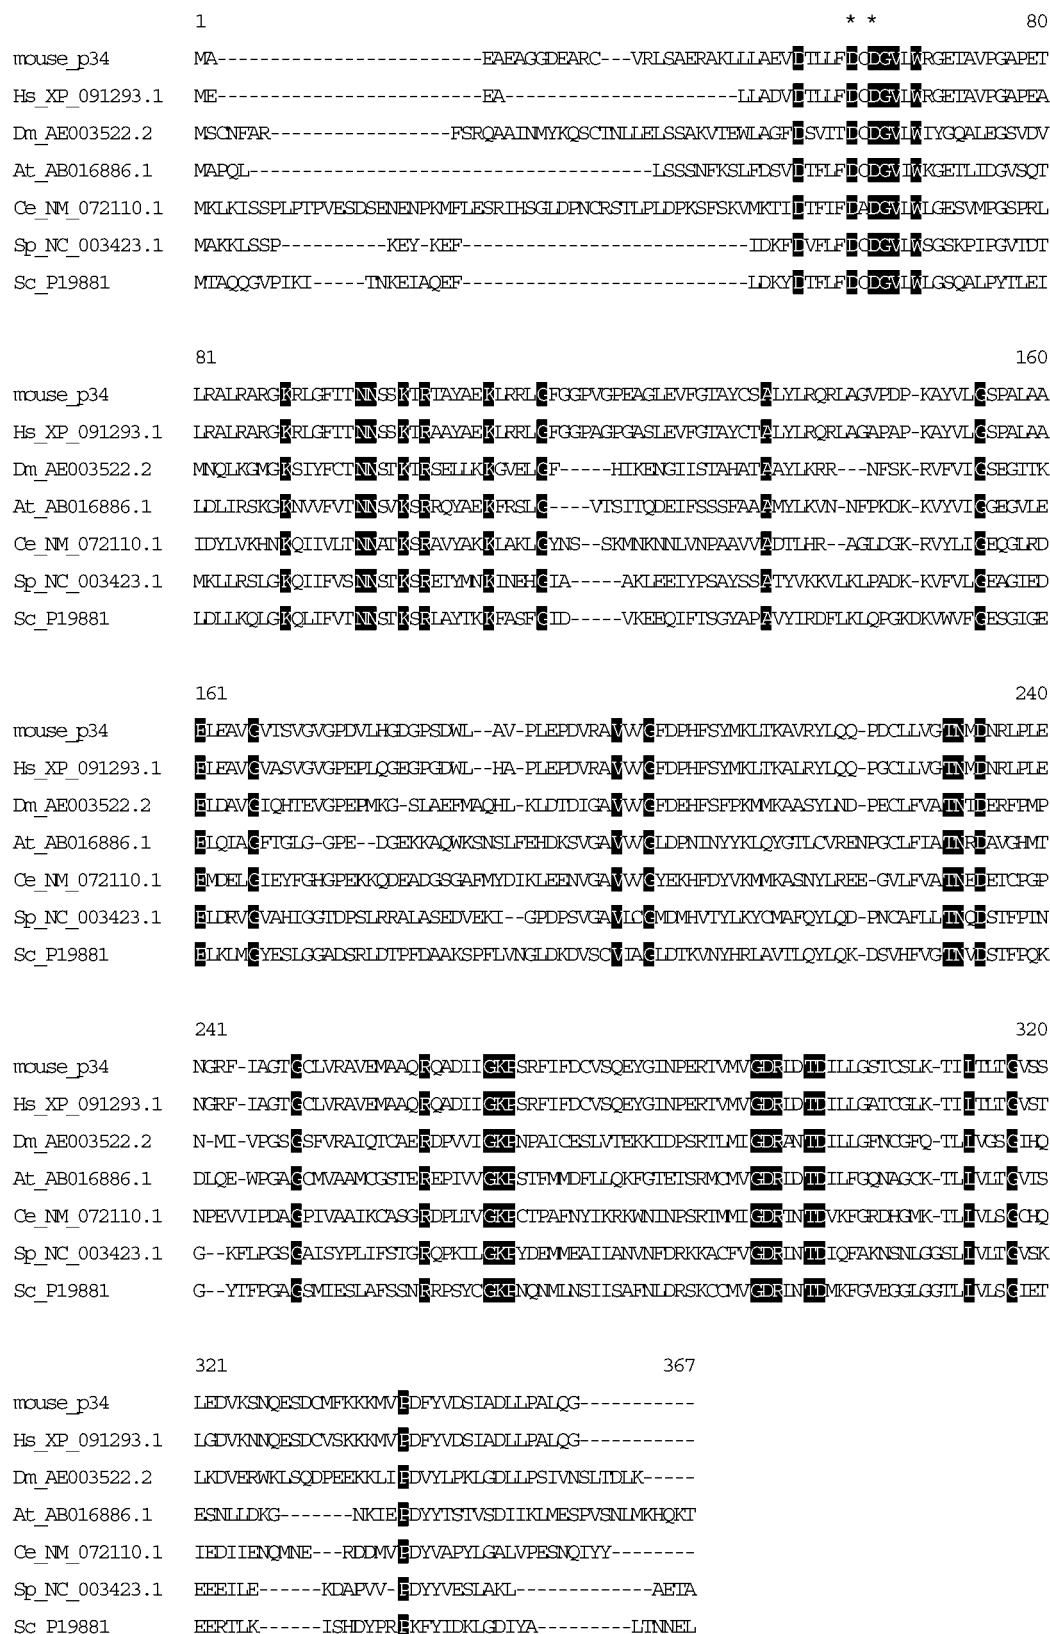 1 * * 80
mouse_p34 MA-------------------------EAEAGGDEARC---VRLSAERAKLLLAEVDTLLFDCDGVLWRGETAVPGAPET
Hs_XP_091293.1 ME-------------------------EA----------------------LLADVDTLLFDCDGVLWRGETAVPGAPEA
Dm_AE003522.2 MSCNFAR-----------------FSRQAAINMYKQSCTNLLELSSAKVTEWLAGFDSVITDCDGVLWIYGQALEGSVDV
At_AB016886.1 MAPQL--------------------------------------LSSSNFKSLFDSVDTFLFDCDGVIWKGETLIDGVSQT
Ce_NM_072110.1 MKLKISSPLPTPVESDSENENPKMFLESRIHSGLDPNCRSTLPLDPKSFSKVMKTIDTFIFDADGVLWLGESVMPGSPRL
Sp_NC_003423.1 MAKKLSSP----------KEY-KEF---------------------------IDKFDVFLFDCDGVLWSGSKPIPGVTDT
Sc_P19881 MTAQQGVPIKI-----TNKEIAQEF---------------------------LDKYDTFLFDCDGVLWLGSQALPYTLEI
81 160
mouse_p34 LRALRARGKRLGFITNNSSKTRTAYAEKLRRLGFGGPVGPEAGLEVFGTAYCSALYLRQRLAGVPDP-KAYVLGSPALAA
Hs_XP_091293.1 LRALRARGKRLGFITNNSSKTRAAYAEKLRRLGFGGPAGPGASLEVFGTAYCTALYLRQRLAGAPAP-KAYVLGSPALAA
Dm_AE003522.2 MNQLKGMGKSIYFCTNNSTKTRSELLKKGVELGF-----HIKENGIISTAHATAAYLKRR---NFSK-RVFVIGSEGITK
At_AB016886.1 LDLIRSKGKNVVFVTNNSVKSRRQYAEKFRSLG-----VTSITQDEIFSSSFAAAMYLKVN-NFPKDK-KVYVIGGEGVLE
Ce_NM_072110.1 IDYLVKHNKQIIVLTNNATKSRAVYAKKLAKLGYNS--SKMNKNNLVNPAAVVADTLHR--AGLDGK-RVYLIGEQGLRD
Sp_NC_003423.1 MKLLRSLGKQIIFVSNNSTKSRETYMNKINEHGIA-----AKLEEIYPSAYSSATYVKKVLKLPADK-KVFVLGEAGIED
Sc_P19881 LDLLKQLGKQLIFVTNNSTKSRLAYTKKFASFGID-----VKEEQIFTSGYAPAVYIRDFLKLQPGKDKVWVFGESGIGE
161 240
mouse_p34 ELEAVGVTSVGVGPDVLHGDGPSDWL--AV-PLEPDVRAVVVGFDPHFSYMKLTKAVRYLQQ-PDCLLVGTNMDNRLPLE
Hs_XP_091293.1 ELEAVGVASVGVGPEPLQGEGPGDWL--HA-PLEPDVRAVVVGFDPHFSYMKLTKALRYLQQ-PGCLLVGTNMDNRLPLE
Dm_AE003522.2 ELDAVGIQHTEVGPEPMKG-SLAEFMAQHL-KLDTDIGAVVVGFDEHFSFPKMMKAASYLND-PECLFVATNTDERFPMP
At_AB016886.1 ELQIAGFTGLG-GPE--DGEKKAQWKSNSLFEHDKSVGAVVVGLDPNINYYKLQYGTLCVRENPGCLFIATNRDAVGHMT
Ce_NM_072110.1 EMDELGIEYFGHGPEKKQDEADGSGAFMYDIKLEENVGAVVVGYEKHFDYVKMMKASNYLREE-GVLFVATNEDETCPGP
Sp_NC_003423.1 ELDRVGVAHIGGTDPSLRRALASEDVEKI--GPDPSVGAVLCGMDMHVTYLKYCMAFQYLQD-PNCAFLLTNQDSTFPTN
Sc_P19881 ELKLMGYESLGGADSRLDTPFDAAKSPFLVNGLDKDVSCVIAGLDTKVNYHRLAVTLQYLQK-DSVHFVGTNVDSTFPQK
241 320
mouse_p34 NGRF-IAGTGCLVRAVEMAAQRQADIIGKPSRFIFDCVSQEYGINPERTVMVGDRLDTDILLGSTCSLK-TILTLTGVSS
Hs_XP_091293.1 NGRF-IAGTGCLVRAVEMAAQRQADIIGKPSRFIFDCVSQEYGINPERTVMVGDRLDTDILLGATCGLK-TILTLTGVST
Dm_AE003522.2 N-MI-VPGSGSFVRAIQTCAERDPVVIGKPNPAICESLVTEKKIDPSRTLMIGDRANTDILLGFNCGFQ-TLLVGSGIHQ
At_AB016886.1 DLQE-WPGAGCMVAAMCGSTEREPIVVGKPSTFMMDFLLQKFGTETSRMCMVGDRLDTDILFGQNAGCK-TLLVLTGVTS
Ce_NM_072110.1 NPEVVIPDAGPIVAAIKCASGRDPLTVGKPCTPAFNYIKRKWNINPSRTMMIGDRTNTDVKFGRDHGMK-TLLVLSGCHQ
Sp_NC_003423.1 G--KFLPGSGAISYPLIFSTGRQPKILGKPYDEMMEAIIANVNFDRKKACFVGDRLNTDIQFAKNSNLGGSLLVLTGVSK
Sc_P19881 G--YTFPGAGSMIESLAFSSNRRPSYCGKPNQNMLNSIISAFNLDRSKCCMVGDRLNTDMKFGVEGGLGGTLLVLSGIET
321 367
mouse_p34 LEDVKSNQESDCMFKKKMVPDFYVDSIADLLPALQG-----------
Hs_XP_091293.1 LGDVKNNQESDCVSKKKMVPDFYVDSIADLLPALQG-----------
Dm_AE003522.2 LKDVERWKLSQDPEEKKLIPDVYLPKLGDLLPSIVNSLTDLK-----
At_AB016886.1 ESNLLDKG-------NKIEPDYYTSTVSDIIKLMESPVSNLMKHQKT
Ce_NM_072110.1 IEDIIENQMNE---RDDMVPDYVAPYLGALVPESNQIYY--------
Sp_NC_003423.1 EEEILE------KDAPVV-PDYYVESLAKL-------------AETA
Sc_P19881 EERTLK------ISHDYPRPKFYIDKLGDIYA--------LTNNEL